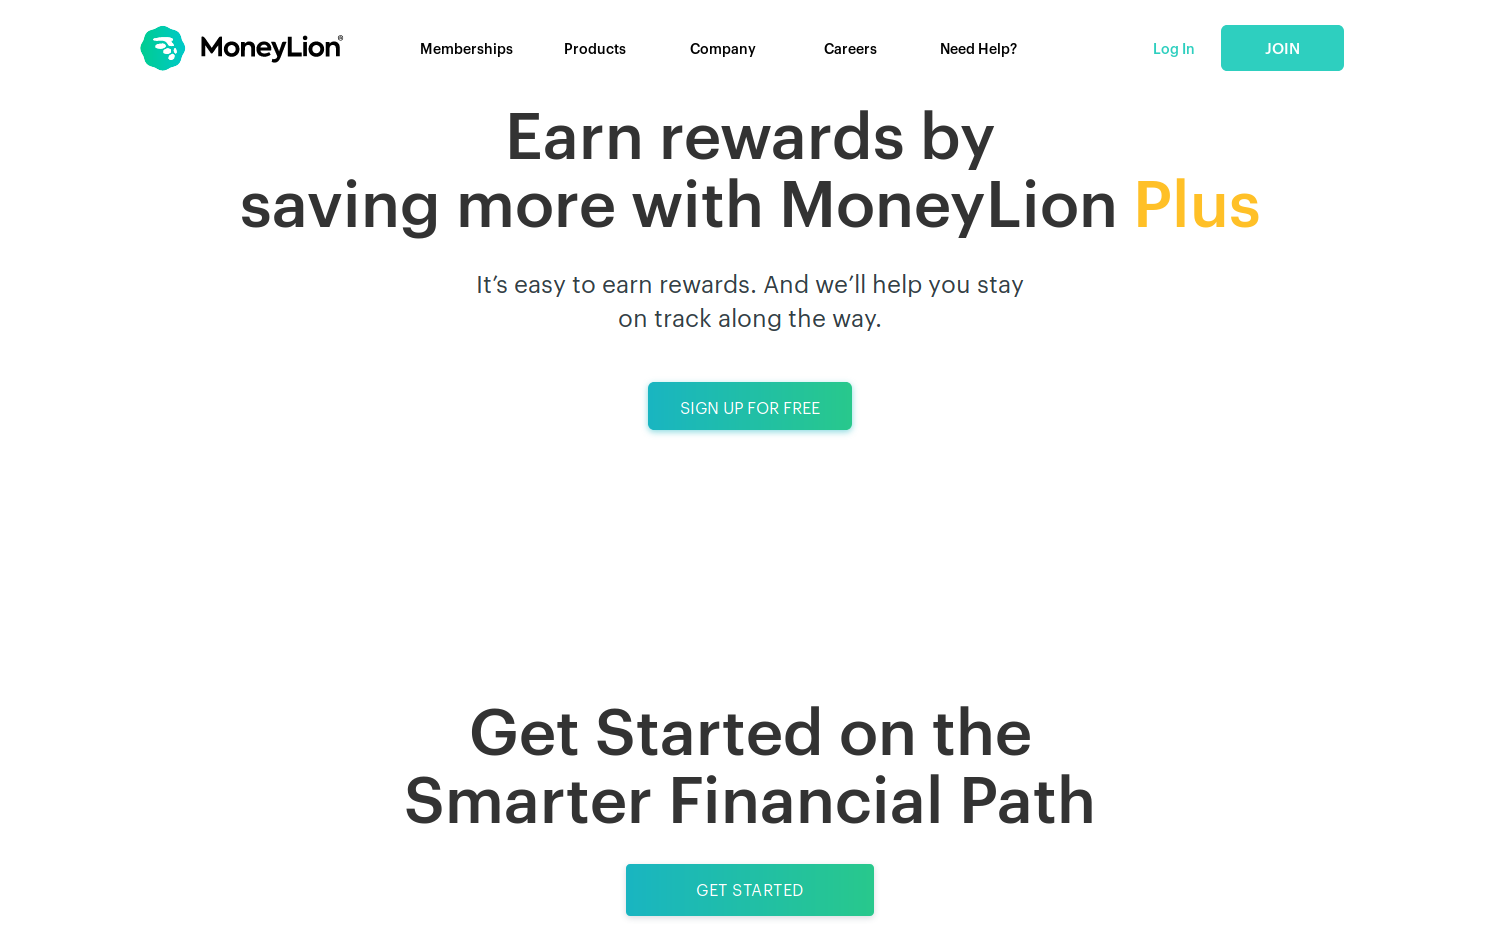 MoneyLion®
Memberships
Products
Company
Careers
Need Help?
Log In
JOIN
Earn rewards by
saving more with MoneyLion Plus
It’s easy to earn rewards. And we’ll help you stay
on track along the way.
SIGN UP FOR FREE
Get Started on the
Smarter Financial Path
GET STARTED